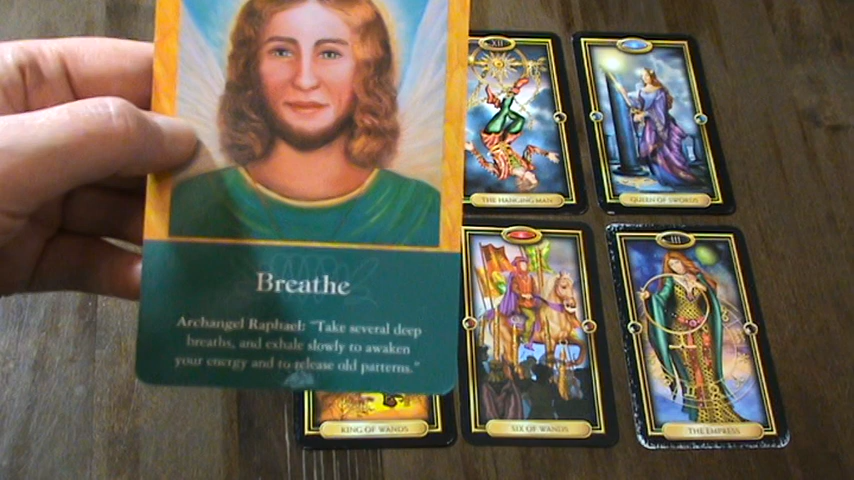 XII
THE HANGING MAN
QUEEN OF SWORDS
Breathe
Archangel Raphael: "Take several deep
breaths, and exhale slowly to awaken
your energy and to release old patterns."
III
KING OF WANDS
SIX OF WANDS
THE EMPRESS